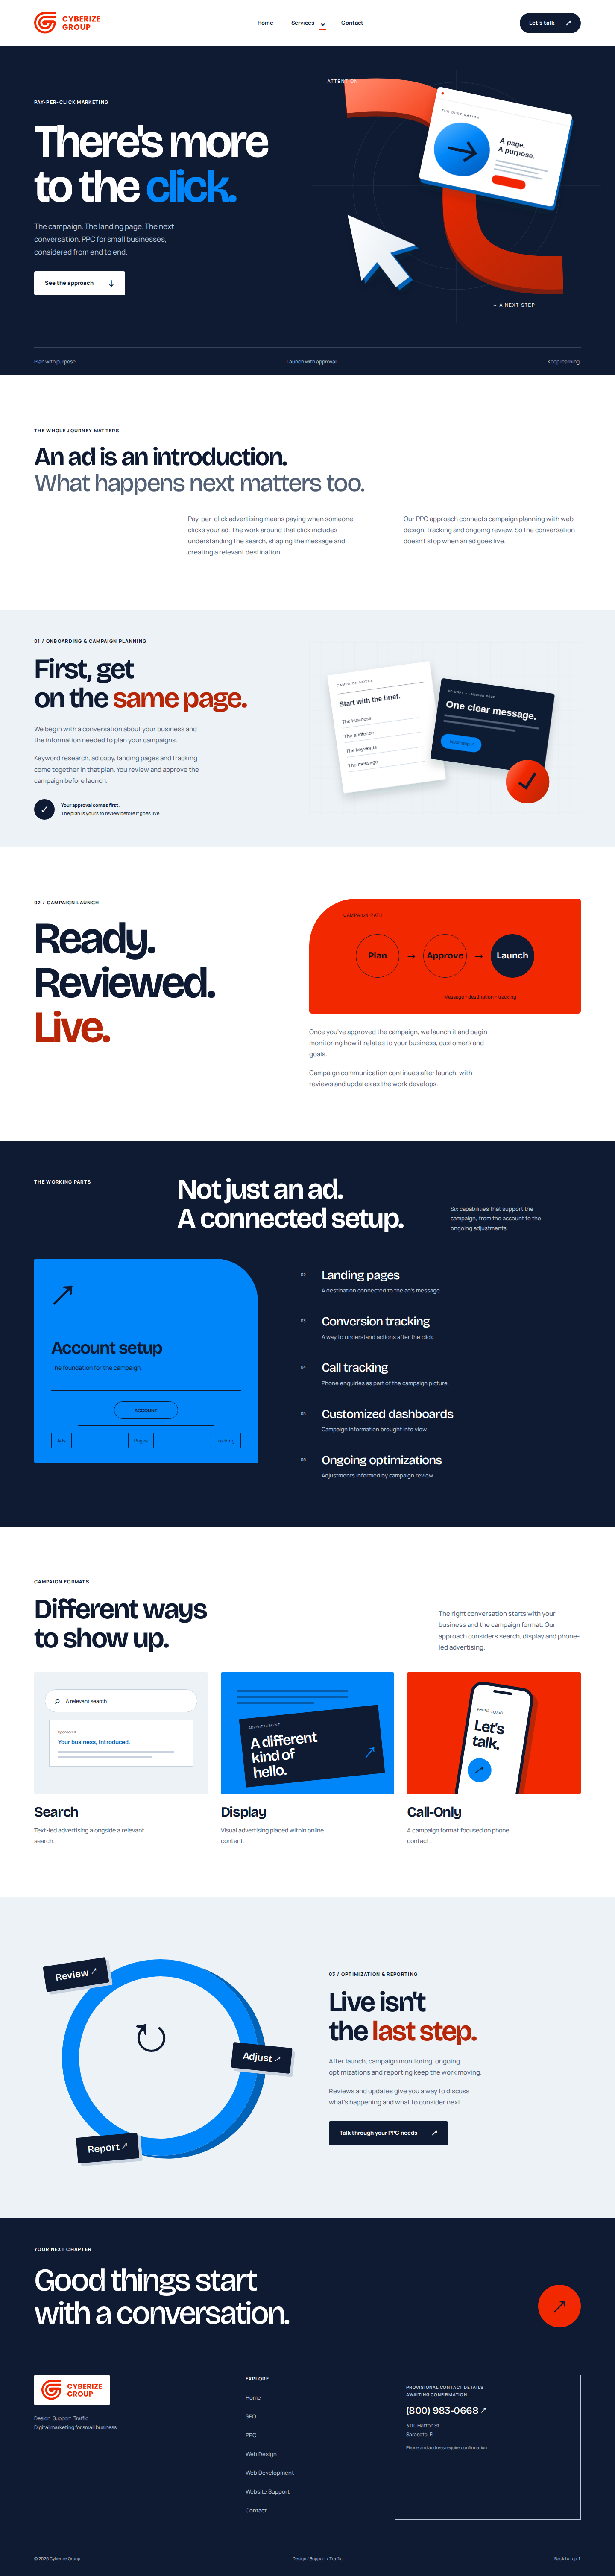 CYBERIZE
GROUP
Home
Services
Contact
Let's talk ↗
PAY-PER-CLICK MARKETING
There's more
to the click.
The campaign. The landing page. The next
conversation. PPC for small businesses,
considered from end to end.
See the approach ↓
ATTENTION
THE DESTINATION
A page.
A purpose.
→ A NEXT STEP
Plan with purpose.
Launch with approval.
Keep learning.
THE WHOLE JOURNEY MATTERS
An ad is an introduction.
What happens next matters too.
Pay-per-click advertising means paying when someone
clicks your ad. The work around that click includes
understanding the search, shaping the message and
creating a relevant destination.
Our PPC approach connects campaign planning with web
design, tracking and ongoing review. So the conversation
doesn't stop when an ad goes live.
01 / ONBOARDING & CAMPAIGN PLANNING
First, get
on the same page.
We begin with a conversation about your business and
the information needed to plan your campaigns.
Keyword research, ad copy, landing pages and tracking
come together in that plan. You review and approve the
campaign before launch.
✓
Your approval comes first.
The plan is yours to review before it goes live.
CAMPAIGN NOTES
Start with the brief.
The business
The audience
The keywords
The message
AD COPY + LANDING PAGE
One clear message.
Next step ↗
02 / CAMPAIGN LAUNCH
Ready.
Reviewed.
Live.
CAMPAIGN PATH
Plan → Approve → Launch
Message + destination + tracking
Once you've approved the campaign, we launch it and begin
monitoring how it relates to your business, customers and
goals.
Campaign communication continues after launch, with
reviews and updates as the work develops.
THE WORKING PARTS
Not just an ad.
A connected setup.
Six capabilities that support the
campaign, from the account to the
ongoing adjustments.
↗
Account setup
The foundation for the campaign.
ACCOUNT
Ads
Pages
Tracking
02
Landing pages
A destination connected to the ad's message.
03
Conversion tracking
A way to understand actions after the click.
04
Call tracking
Phone enquiries as part of the campaign picture.
05
Customized dashboards
Campaign information brought into view.
06
Ongoing optimizations
Adjustments informed by campaign review.
CAMPAIGN FORMATS
Different ways
to show up.
The right conversation starts with your
business and the campaign format. Our
approach considers search, display and phone-
led advertising.
A relevant search
Sponsored
Your business, introduced.
Search
Text-led advertising alongside a relevant
search.
ADVERTISEMENT
A different
kind of
hello.
↗
Display
Visual advertising placed within online
content.
PHONE-LED AD
Let's
talk.
↗
Call-Only
A campaign format focused on phone
contact.
Review ↗
Adjust ↗
Report ↗
03 / OPTIMIZATION & REPORTING
Live isn't
the last step.
After launch, campaign monitoring, ongoing
optimizations and reporting keep the work moving.
Reviews and updates give you a way to discuss
what's happening and what to consider next.
Talk through your PPC needs ↗
YOUR NEXT CHAPTER
Good things start
with a conversation.
↗
CYBERIZE
GROUP
Design. Support. Traffic.
Digital marketing for small business.
EXPLORE
Home
SEO
PPC
Web Design
Web Development
Website Support
Contact
PROVISIONAL CONTACT DETAILS
AWAITING CONFIRMATION
(800) 983-0668 ↗
3110 Hatton St
Sarasota, FL
Phone and address require confirmation.
© 2026 Cyberize Group
Design / Support / Traffic
Back to top ↑